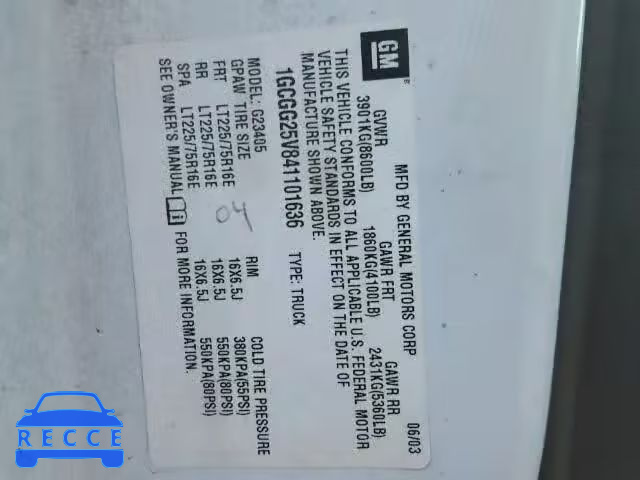 GM
MFD BY GENERAL MOTORS CORP 06/03
GVWR GAWR FRT GAWR RR
3901KG(8600LB) 1860KG(4100LB) 2431KG(5360LB)
THIS VEHICLE CONFORMS TO ALL APPLICABLE U.S. FEDERAL MOTOR
VEHICLE SAFETY STANDARDS IN EFFECT ON THE DATE OF
MANUFACTURE SHOWN ABOVE.
1GCGG25V841101636 TYPE: TRUCK
MODEL: G23405
GPAW TIRE SIZE RIM COLD TIRE PRESSURE
FRT LT225/75R16E 16X6.5J 380KPA(55PSI)
RR LT225/75R16E 16X6.5J 550KPA(80PSI)
SPA LT225/75R16E 16X6.5J 550KPA(80PSI)
SEE OWNER'S MANUAL FOR MORE INFORMATION.
RECCE